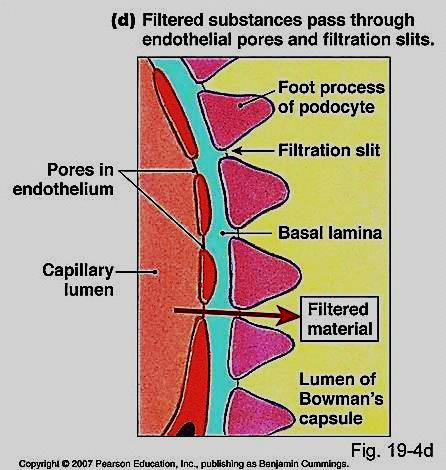 (d) Filtered substances pass through
endothelial pores and filtration slits.
Foot process
of podocyte
Filtration slit
Pores in
endothelium
Basal lamina
Capillary
lumen
Filtered
material
Lumen of
Bowman's
capsule
Fig. 19-4d
Copyright © 2007 Pearson Education, Inc., publishing as Benjamin Cummings.